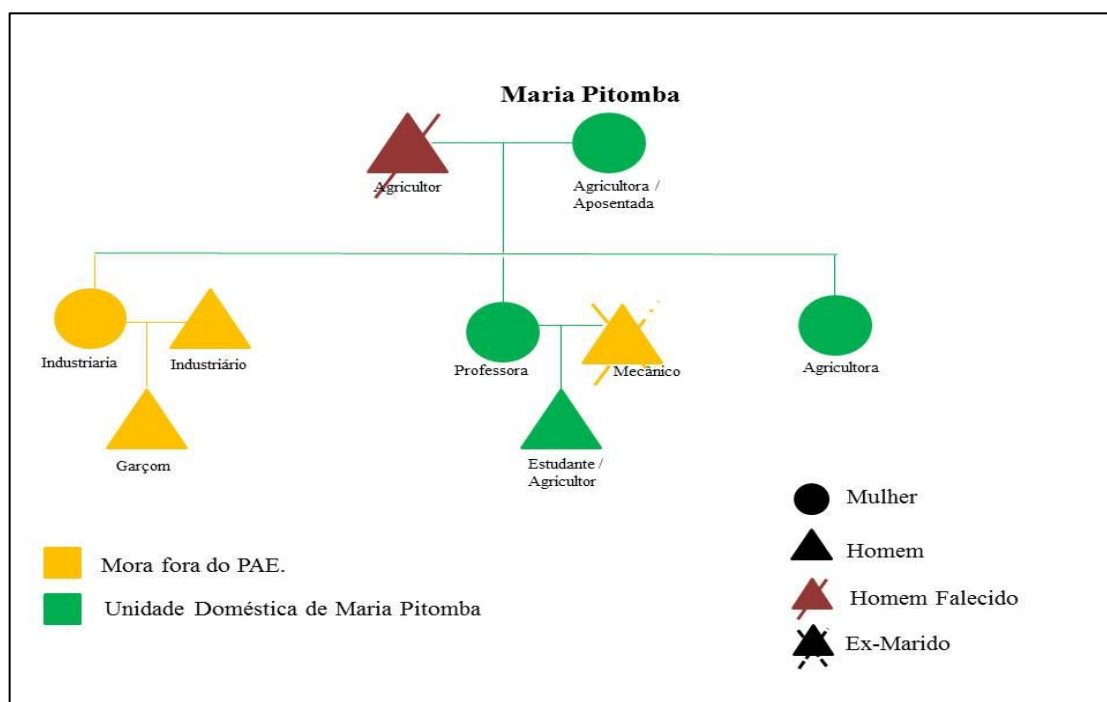 Maria Pitomba
Agricultor
Agricultora /
Aposentada
Industriaria
Industriário
Professora
Mecânico
Agricultora
Garçom
Estudante /
Agricultor
Mulher
Homem
Homem Falecido
Ex-Marido
Mora fora do PAE.
Unidade Doméstica de Maria Pitomba